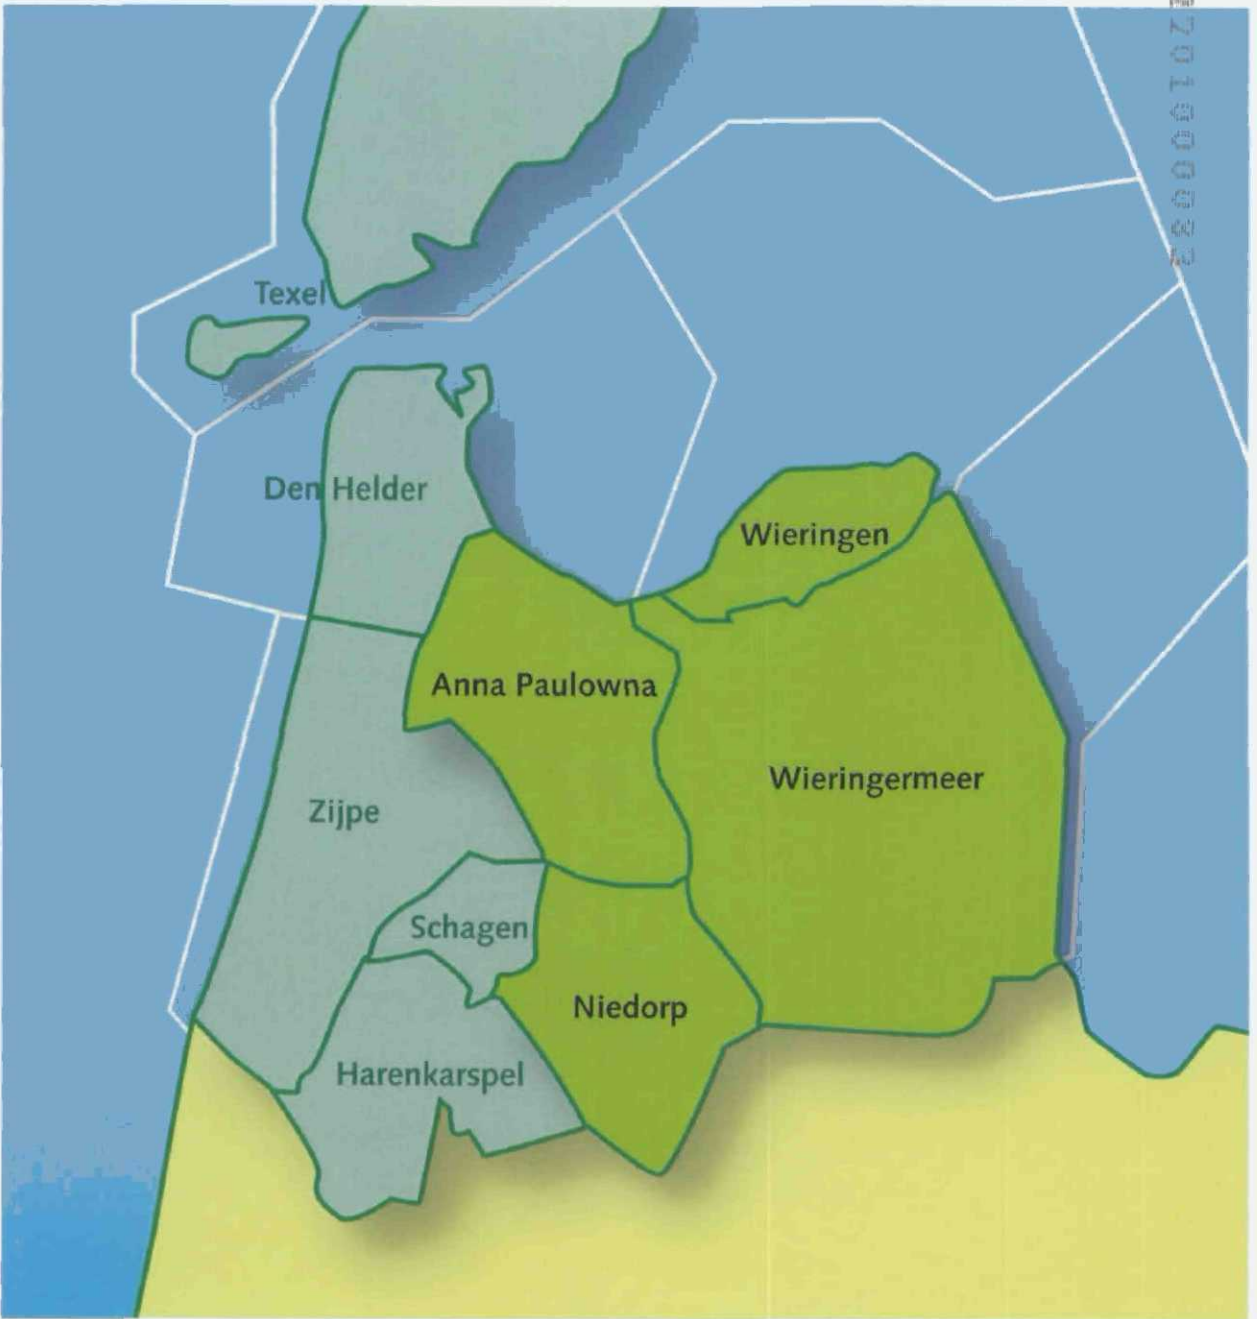 Texel
Den Helder
Wieringen
Anna Paulowna
Wieringermeer
Zijpe
Schagen
Niedorp
Harenkarspel